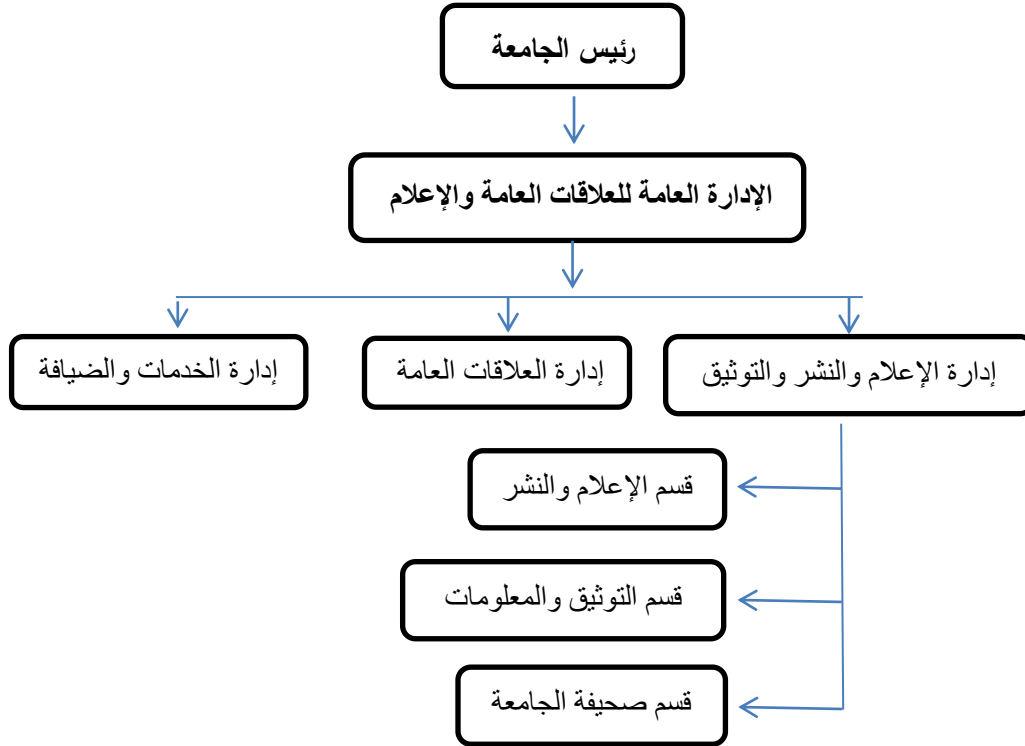 رئيس الجامعة
الإدارة العامة للعلاقات العامة والإعلام
إدارة الإعلام والنشر والتوثيق
إدارة العلاقات العامة
إدارة الخدمات والضيافة
قسم الإعلام والنشر
قسم التوثيق والمعلومات
قسم صحيفة الجامعة